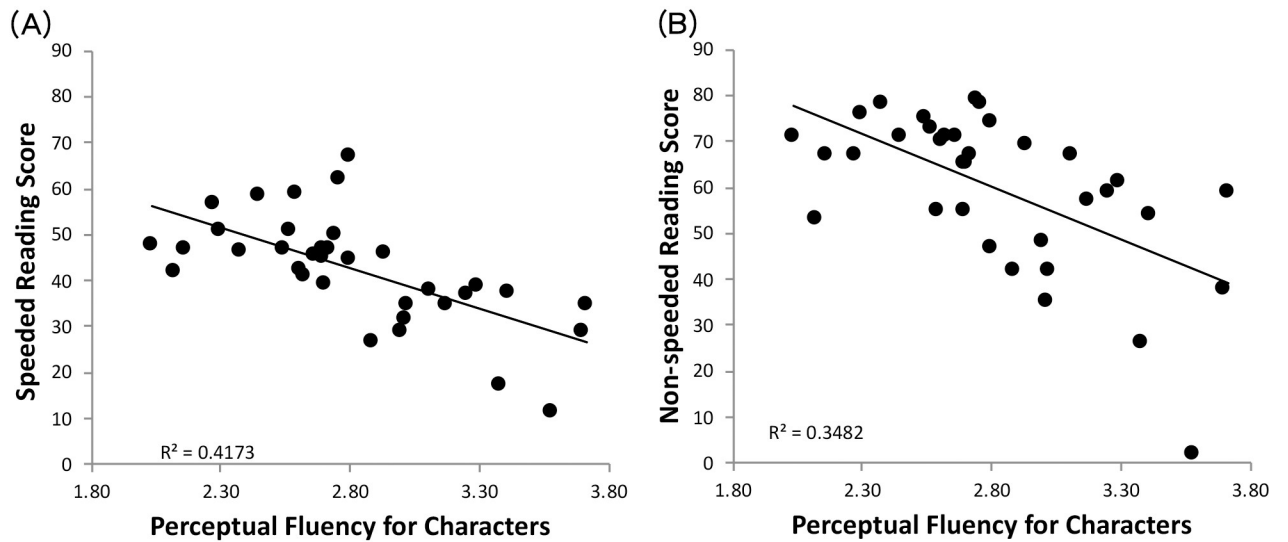 (A)
Speeded Reading Score
90
80
70
60
50
40
30
20
10
0
R² = 0.4173
1.80 2.30 2.80 3.30 3.80
Perceptual Fluency for Characters
(B)
Non-speeded Reading Score
90
80
70
60
50
40
30
20
10
0
R² = 0.3482
1.80 2.30 2.80 3.30 3.80
Perceptual Fluency for Characters